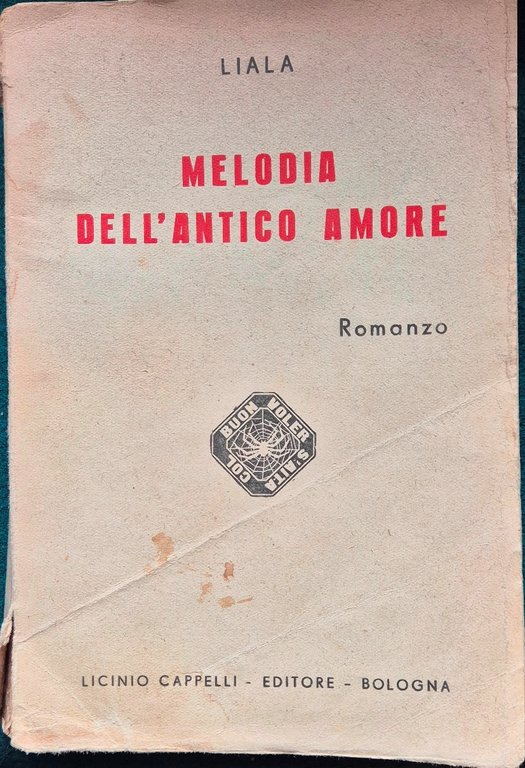 LIALA
MELODIA
DELL'ANTICO AMORE
Romanzo
COL BUON VOLER S'AITA
LICINIO CAPPELLI - EDITORE - BOLOGNA